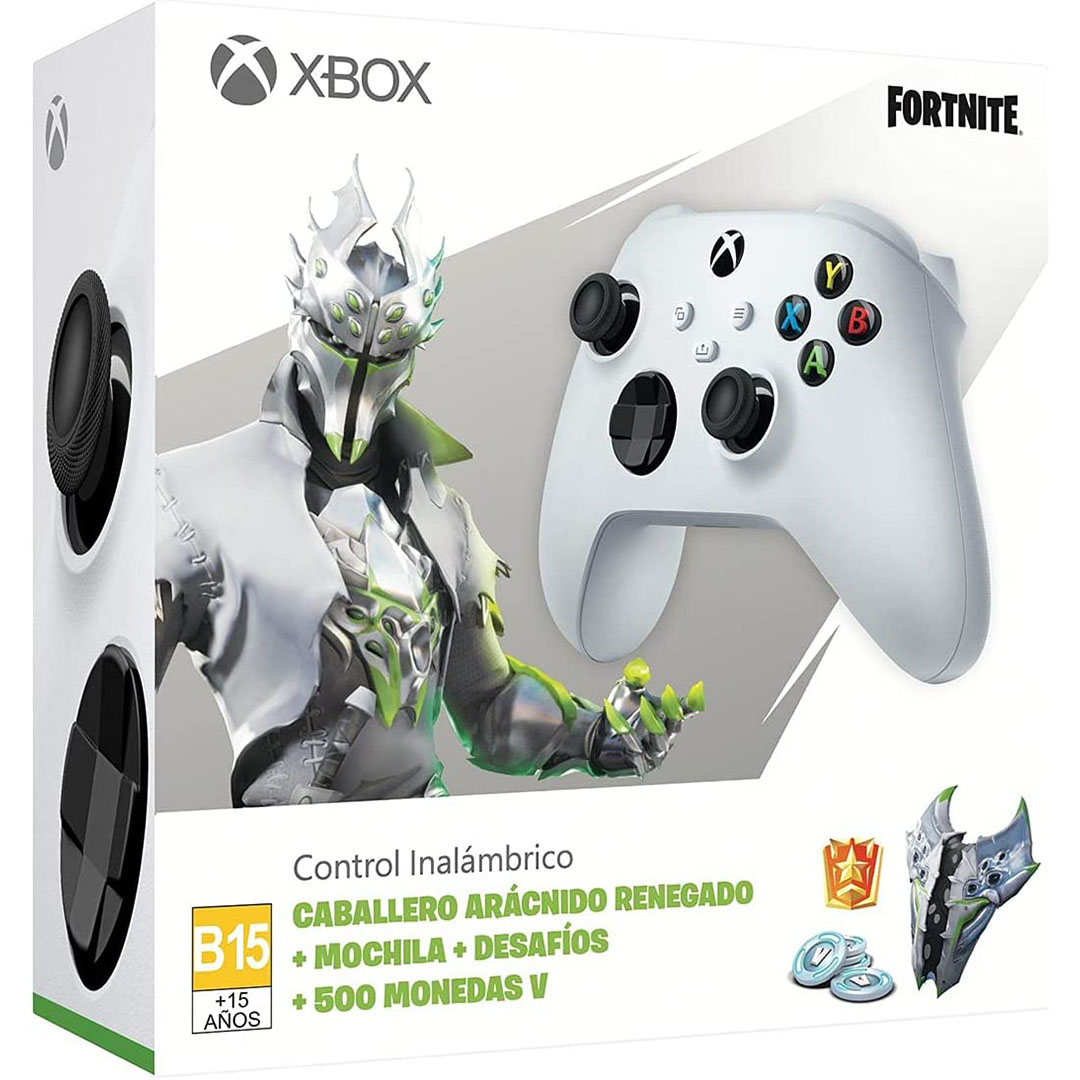 XBOX
FORTNITE
Y
X
B
A
Control Inalámbrico
CABALLERO ARÁCNIDO RENEGADO
+ MOCHILA + DESAFÍOS
+ 500 MONEDAS V
B15
+15
AÑOS